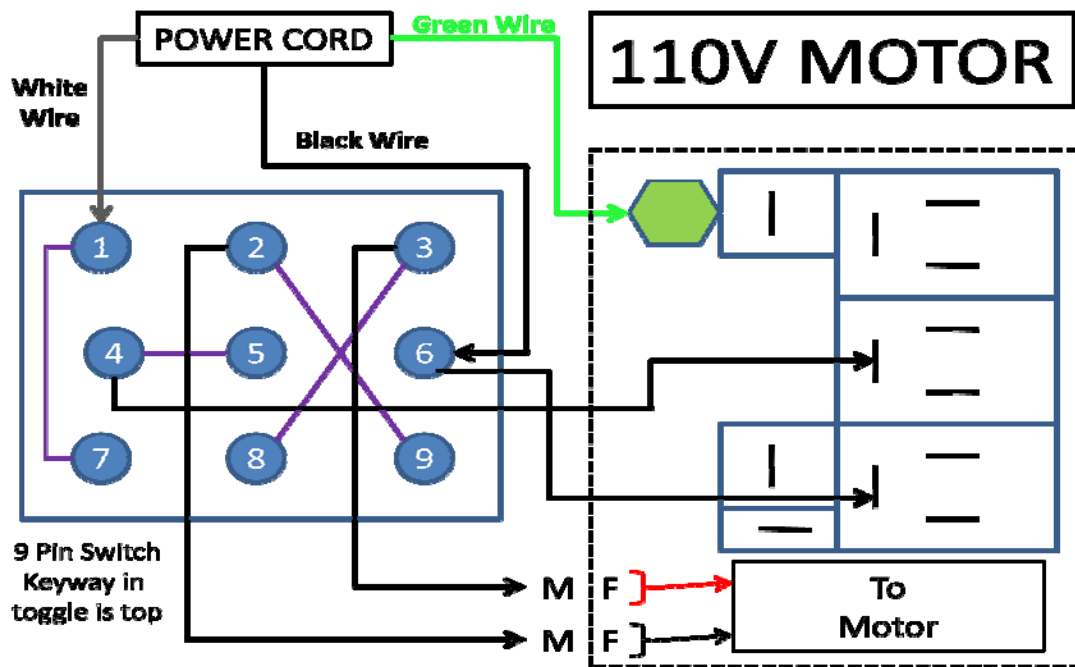 POWER CORD
Green Wire
110V MOTOR
White
Wire
Black Wire
1
2
3
4
5
6
7
8
9
9 Pin Switch
Keyway in
toggle is top
M F
To
Motor
M F